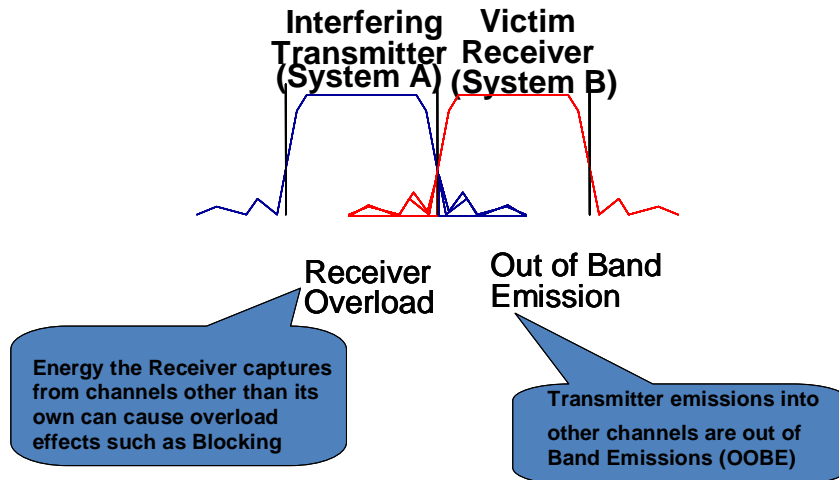 Interfering
Transmitter
(System A)
Victim
Receiver
(System B)
Receiver
Overload
Out of Band
Emission
Energy the Receiver captures
from channels other than its
own can cause overload
effects such as Blocking
Transmitter emissions into
other channels are out of
Band Emissions (OOBE)